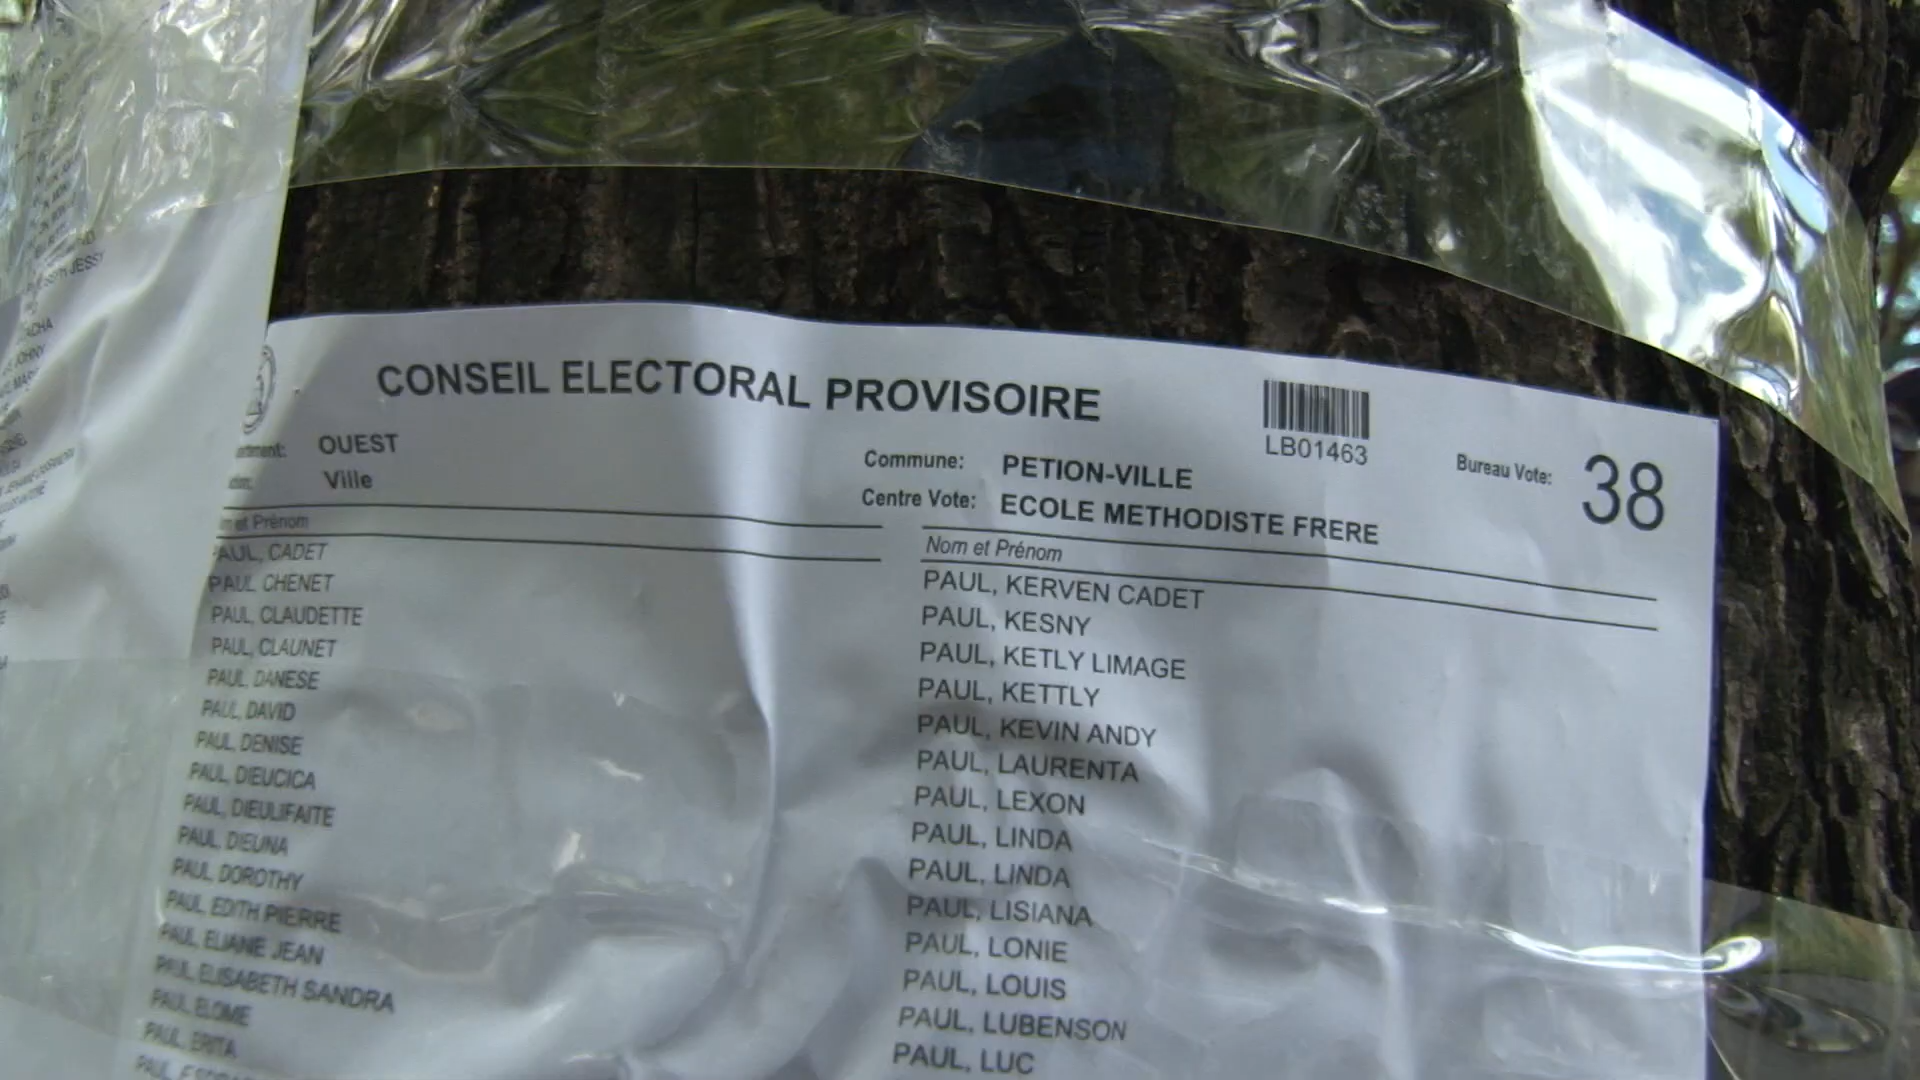 CONSEIL ELECTORAL PROVISOIRE
LB01463
OUEST
Ville
Commune: PETION-VILLE
Centre Vote: ECOLE METHODISTE FRERE
Bureau Vote: 38
et Prénom
PAUL, CADET
PAUL, CHENET
PAUL, CLAUDETTE
PAUL, CLAUNET
PAUL, DANESE
PAUL, DAVID
PAUL, DENISE
PAUL, DIEUCICA
PAUL, DIEULIFAITE
PAUL, DIEUNA
PAUL, DOROTHY
PAUL, EDITH PIERRE
PAUL, ELIANE JEAN
PAUL, ELISABETH SANDRA
PAUL, ELOME
PAUL, ERITA
PAUL,
Nom et Prénom
PAUL, KERVEN CADET
PAUL, KESNY
PAUL, KETLY LIMAGE
PAUL, KETTLY
PAUL, KEVIN ANDY
PAUL, LAURENTA
PAUL, LEXON
PAUL, LINDA
PAUL, LINDA
PAUL, LISIANA
PAUL, LONIE
PAUL, LOUIS
PAUL, LUBENSON
PAUL, LUC
JESSY
JOHNY